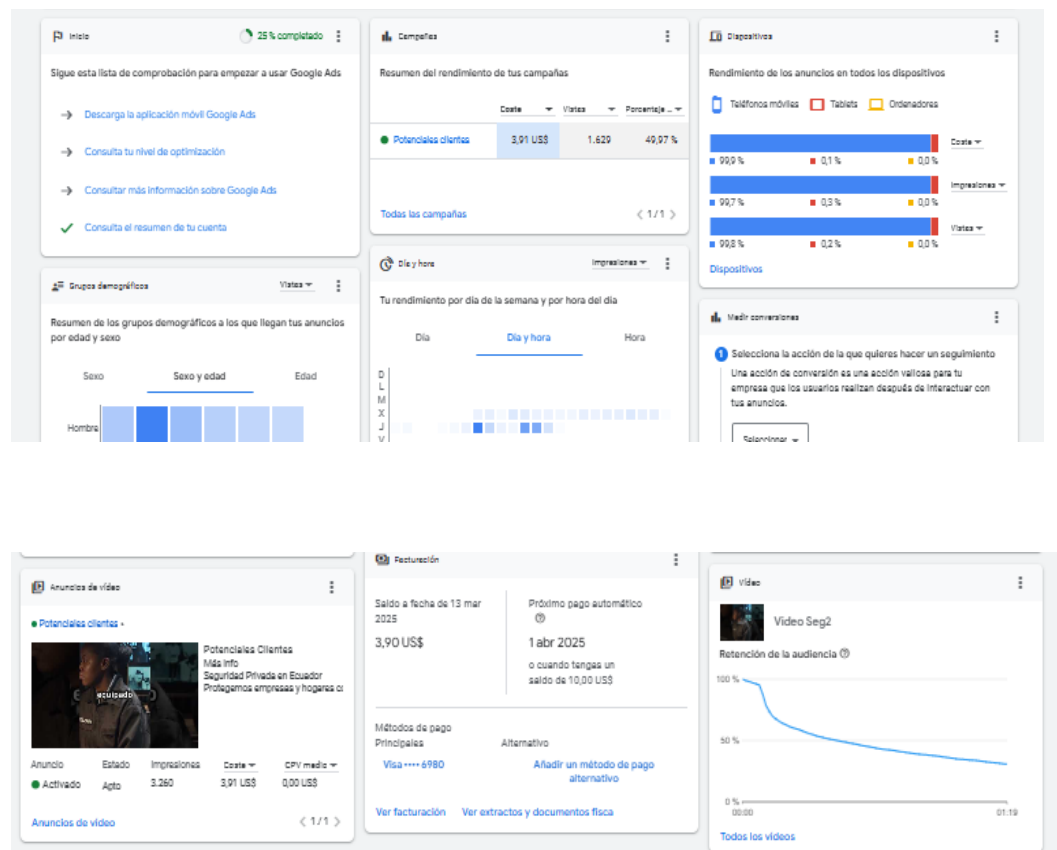 Inicio
25 % completado
Sigue esta lista de comprobación para empezar a usar Google Ads
Descarga la aplicación móvil Google Ads
Consulta tu nivel de optimización
Consultar más información sobre Google Ads
Consulta el resumen de tu cuenta
Campañas
Resumen del rendimiento de tus campañas
Coste Vistas Porcentaje ...
Potenciales clientes 3,91 US$ 1.629 49,97 %
Todas las campañas
1 / 1
Dispositivos
Rendimiento de los anuncios en todos los dispositivos
Teléfonos móviles Tablets Ordenadores
Coste
99,9 % 0,1 % 0,0 %
Impresiones
99,7 % 0,3 % 0,0 %
Vistas
99,8 % 0,2 % 0,0 %
Dispositivos
Grupos demográficos
Vistas
Resumen de los grupos demográficos a los que llegan tus anuncios
por edad y sexo
Sexo Sexo y edad Edad
Hombre
Día y hora
Impresiones
Tu rendimiento por día de la semana y por hora del día
Día Día y hora Hora
D
L
M
X
J
V
Medir conversiones
1 Selecciona la acción de la que quieres hacer un seguimiento
Una acción de conversión es una acción valiosa para tu
empresa que los usuarios realizan después de interactuar con
tus anuncios.
Seleccionar
Anuncios de vídeo
Potenciales clientes
equipado
Potenciales Clientes
Más info
Seguridad Privada en Ecuador
Protegemos empresas y hogares c
Anuncio Estado Impresiones Coste CPV medio
Activado Apto 3.260 3,91 US$ 0,00 US$
Anuncios de vídeo
1 / 1
Facturación
Saldo a fecha de 13 mar
2025
3,90 US$
Próximo pago automático
1 abr 2025
o cuando tengas un
saldo de 10,00 US$
Métodos de pago
Principales Alternativo
Visa •••• 6980
Añadir un método de pago
alternativo
Ver facturación Ver extractos y documentos fisca
Vídeo
Video Seg2
Retención de la audiencia
100 %
50 %
0 %
00:00 01:19
Todos los vídeos